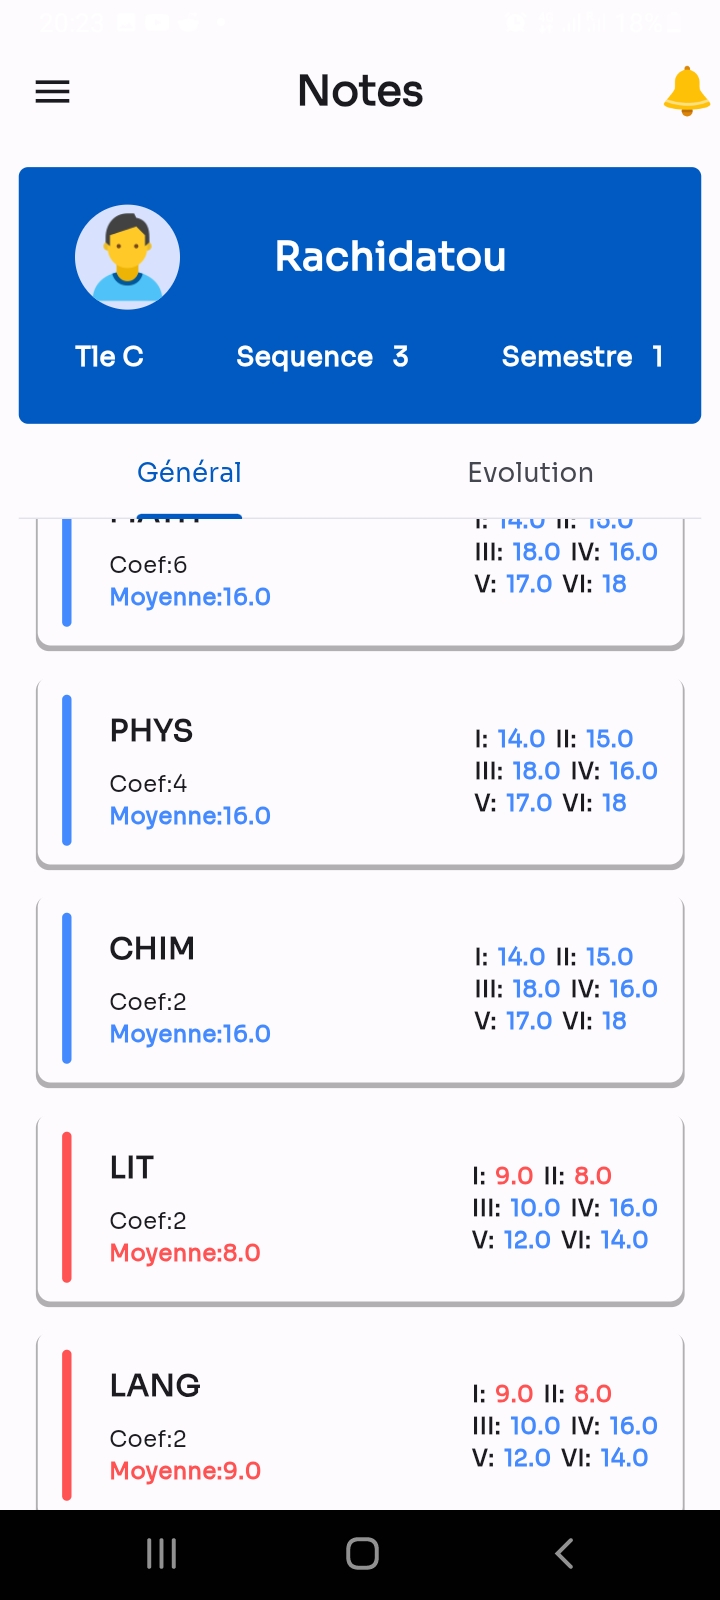 20:23
Notes
Rachidatou
Tle C Sequence 3 Semestre 1
Général Evolution
MATH
I: 14.0 II: 15.0
III: 18.0 IV: 16.0
V: 17.0 VI: 18
Coef:6
Moyenne:16.0
PHYS
Coef:4
Moyenne:16.0
I: 14.0 II: 15.0
III: 18.0 IV: 16.0
V: 17.0 VI: 18
CHIM
Coef:2
Moyenne:16.0
I: 14.0 II: 15.0
III: 18.0 IV: 16.0
V: 17.0 VI: 18
LIT
Coef:2
Moyenne:8.0
I: 9.0 II: 8.0
III: 10.0 IV: 16.0
V: 12.0 VI: 14.0
LANG
Coef:2
Moyenne:9.0
I: 9.0 II: 8.0
III: 10.0 IV: 16.0
V: 12.0 VI: 14.0